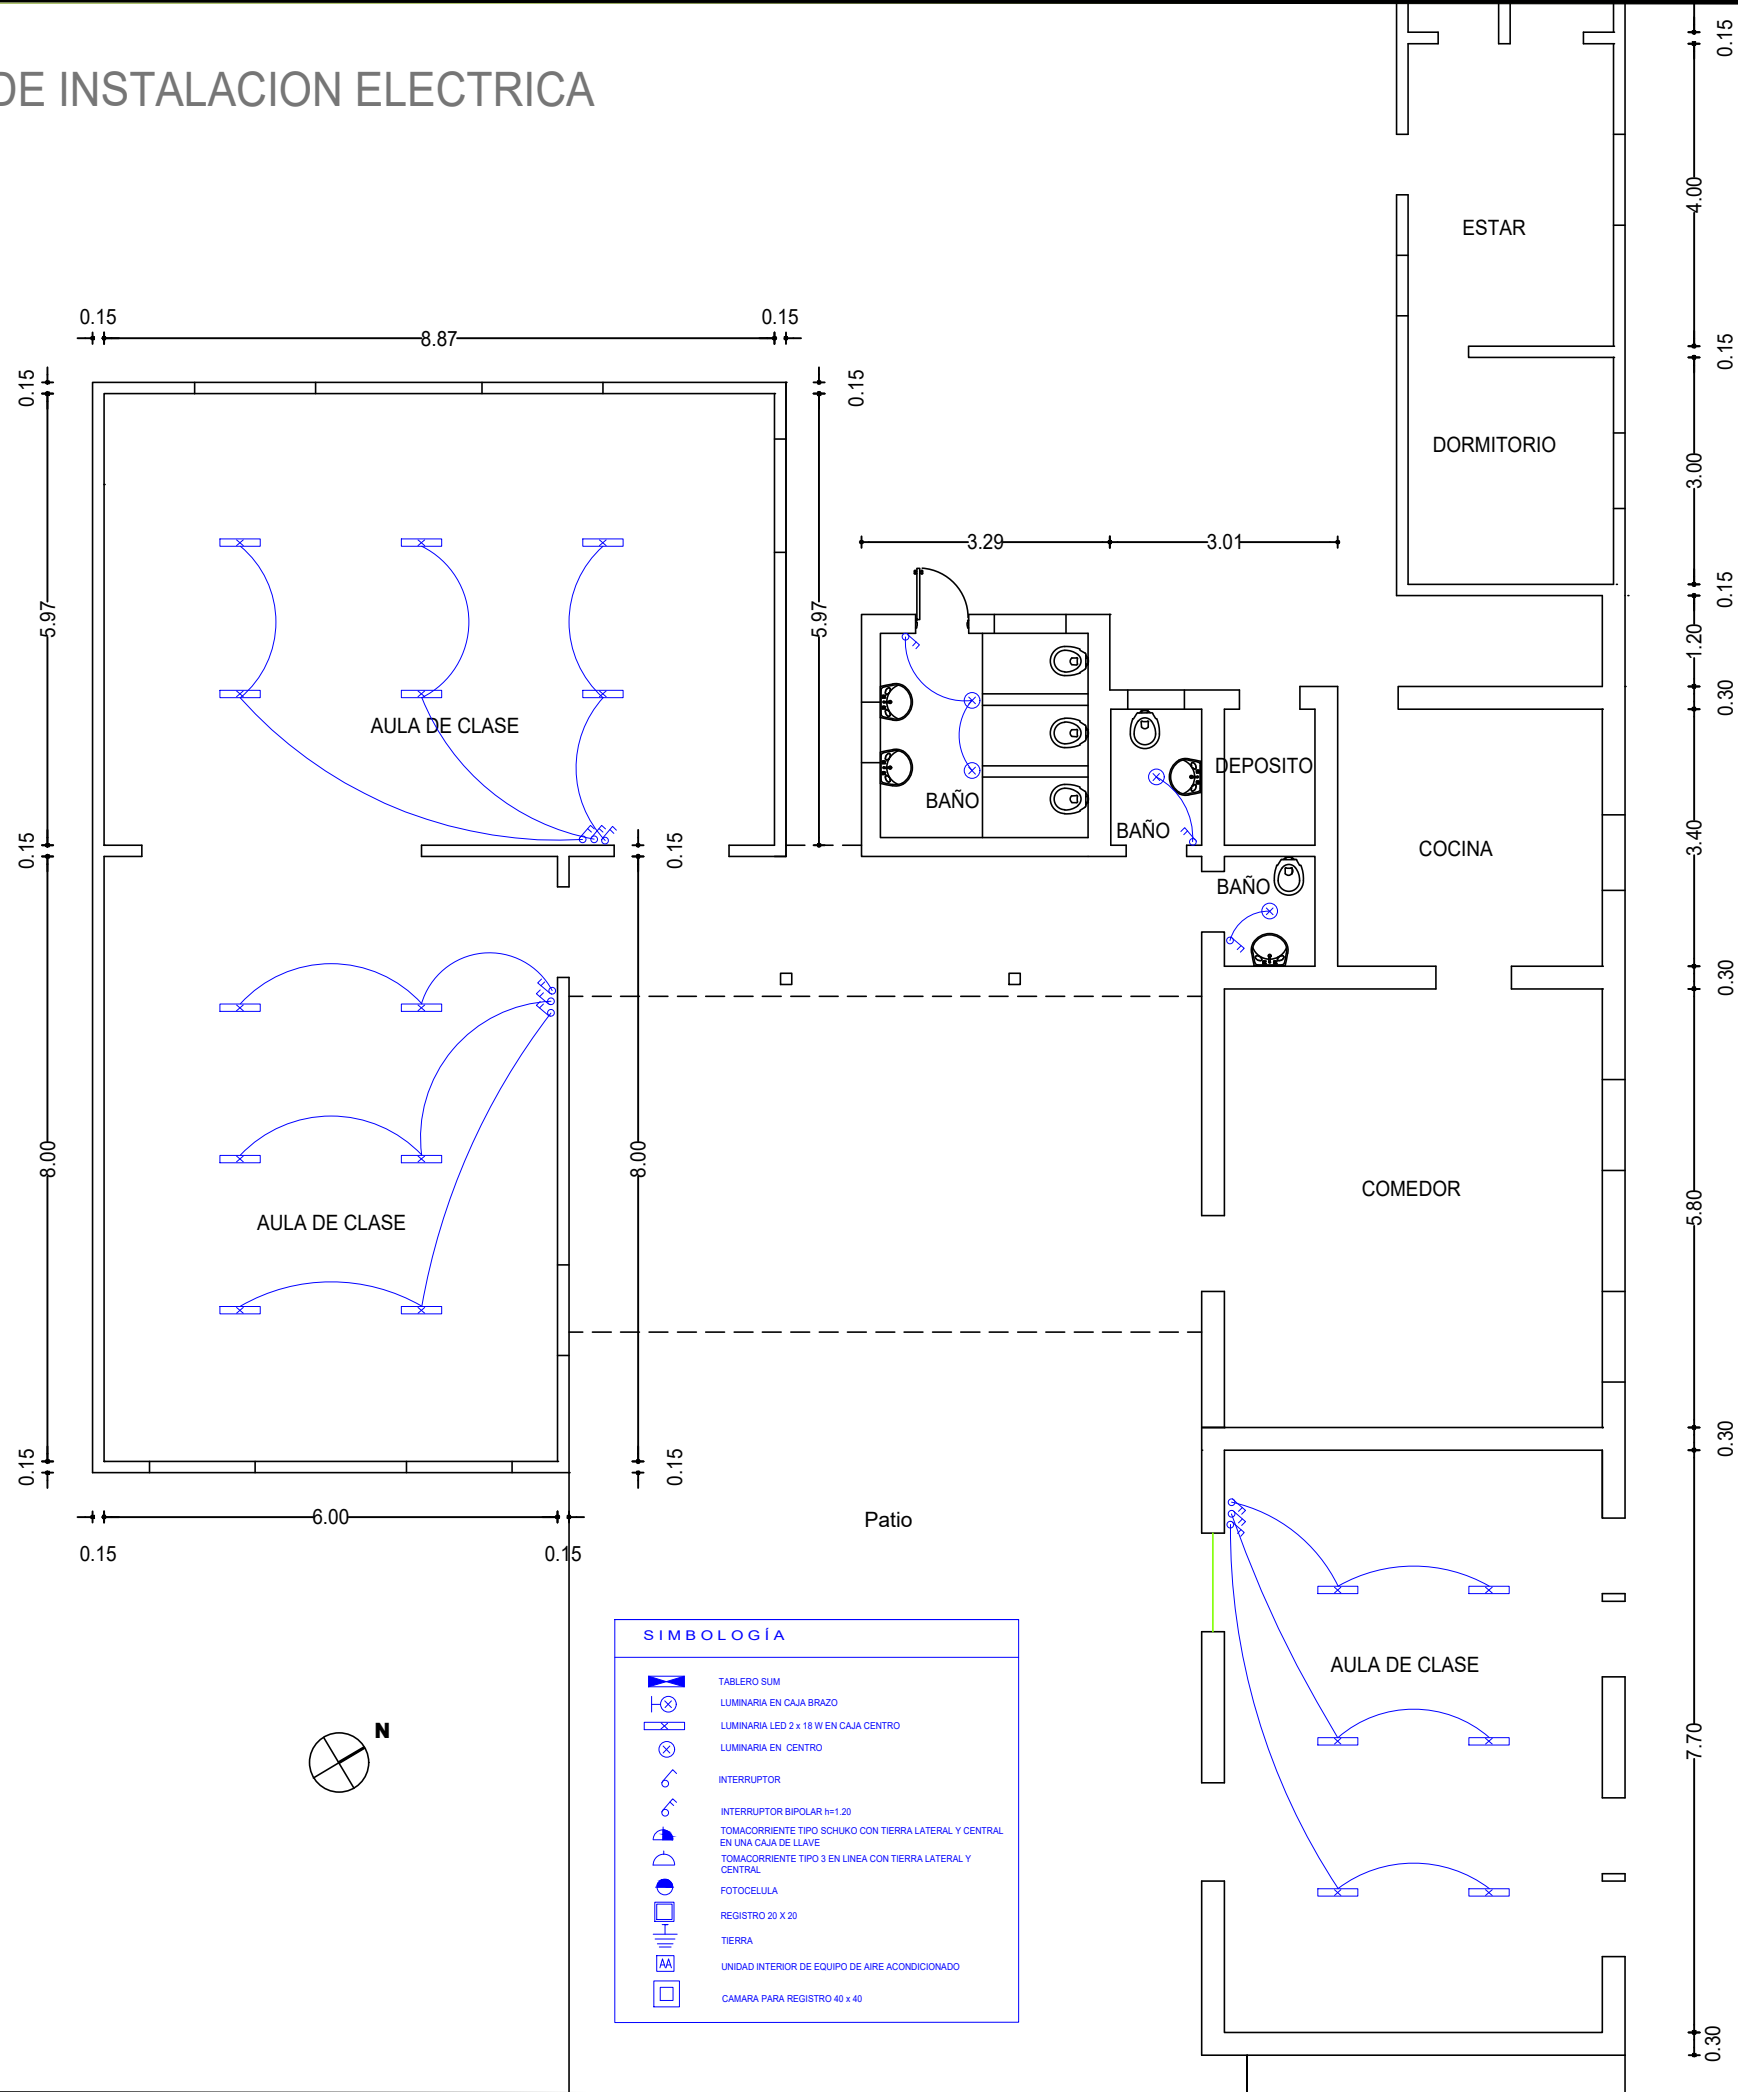 DE INSTALACION ELECTRICA
0.15
4.00
ESTAR
0.15
8.87
0.15
0.15
0.15
0.15
DORMITORIO
3.00
3.29
3.01
5.97
5.97
0.15
1.20
0.30
AULA DE CLASE
DEPOSITO
BAÑO
BAÑO
0.15
0.15
COCINA
3.40
BAÑO
0.30
8.00
8.00
COMEDOR
5.80
AULA DE CLASE
0.15
0.15
0.30
6.00
Patio
0.15
0.15
SIMBOLOGÍA
TABLERO SUM
LUMINARIA EN CAJA BRAZO
LUMINARIA LED 2 x 18 W EN CAJA CENTRO
LUMINARIA EN CENTRO
INTERRUPTOR
INTERRUPTOR BIPOLAR h=1.20
TOMACORRIENTE TIPO SCHUKO CON TIERRA LATERAL Y CENTRAL
EN UNA CAJA DE LLAVE
TOMACORRIENTE TIPO 3 EN LINEA CON TIERRA LATERAL Y
CENTRAL
FOTOCELULA
REGISTRO 20 X 20
TIERRA
AA
UNIDAD INTERIOR DE EQUIPO DE AIRE ACONDICIONADO
CAMARA PARA REGISTRO 40 x 40
N
AULA DE CLASE
7.70
0.30